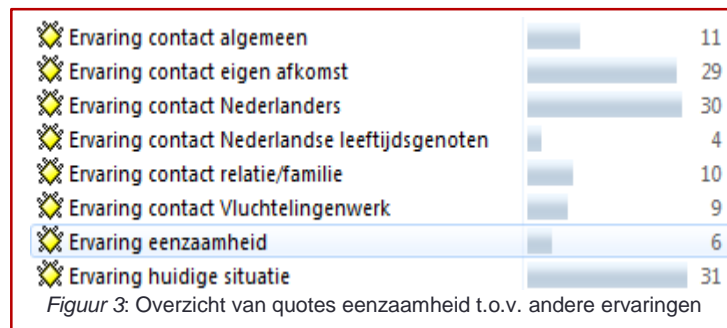 Ervaring contact algemeen 11
Ervaring contact eigen afkomst 29
Ervaring contact Nederlanders 30
Ervaring contact Nederlandse leeftijdsgenoten 4
Ervaring contact relatie/familie 10
Ervaring contact Vluchtelingenwerk 9
Ervaring eenzaamheid 6
Ervaring huidige situatie 31
Figuur 3: Overzicht van quotes eenzaamheid t.o.v. andere ervaringen